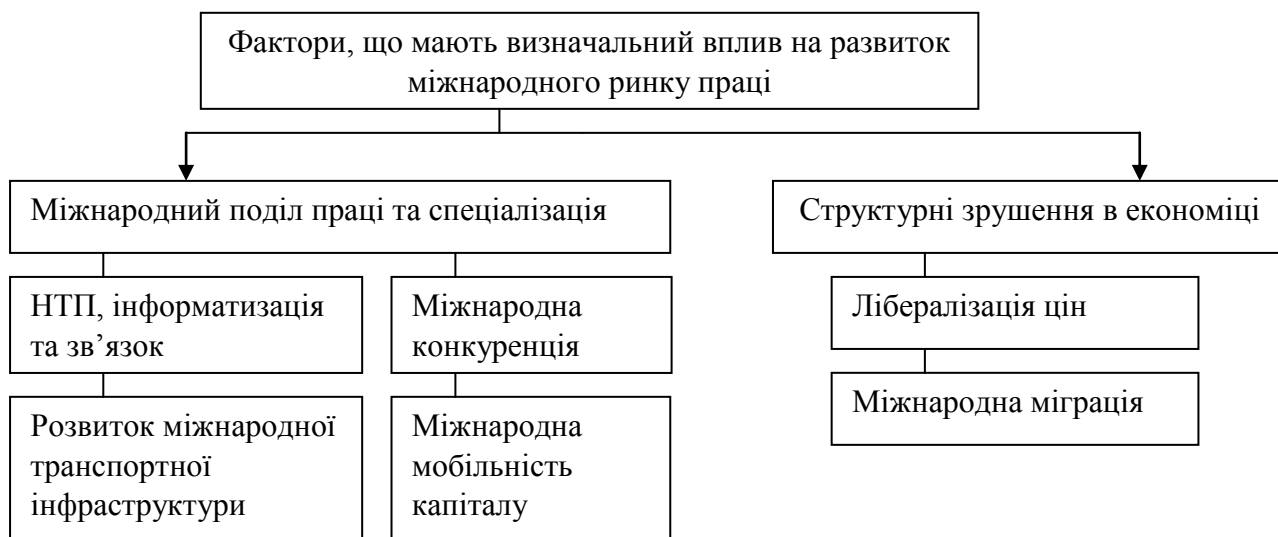 Фактори, що мають визначальний вплив на развиток
міжнародного ринку праці
Міжнародний поділ праці та спеціалізація
Структурні зрушення в економіці
НТП, інформатизація
та зв’язок
Міжнародна
конкуренція
Лібералізація цін
Розвиток міжнародної
транспортної
інфраструктури
Міжнародна
мобільність
капіталу
Міжнародна міграція